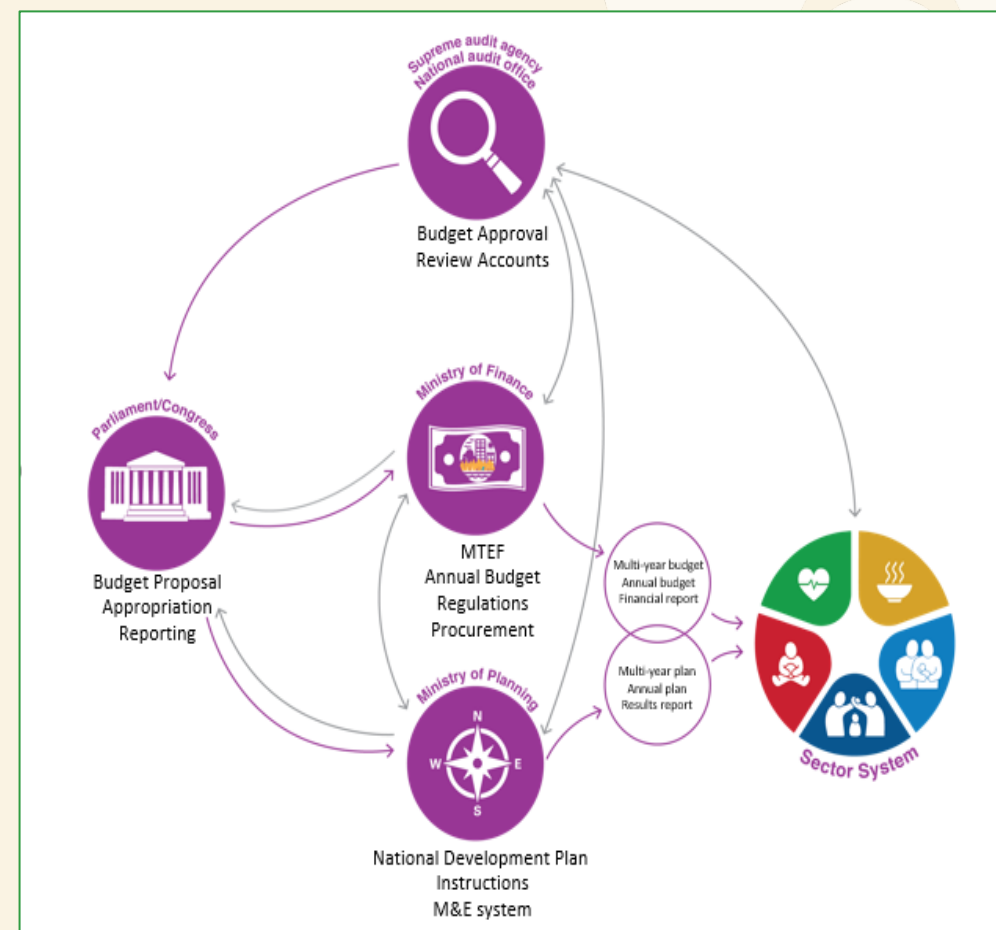 Supreme audit agency
National audit office
Budget Approval
Review Accounts
Ministry of Finance
MTEF
Annual Budget
Regulations
Procurement
Parliament/Congress
Budget Proposal
Appropriation
Reporting
Multi-year budget
Annual budget
Financial report
Multi-year plan
Annual plan
Results report
Sector System
Ministry of Planning
N
W
E
S
National Development Plan
Instructions
M&E system